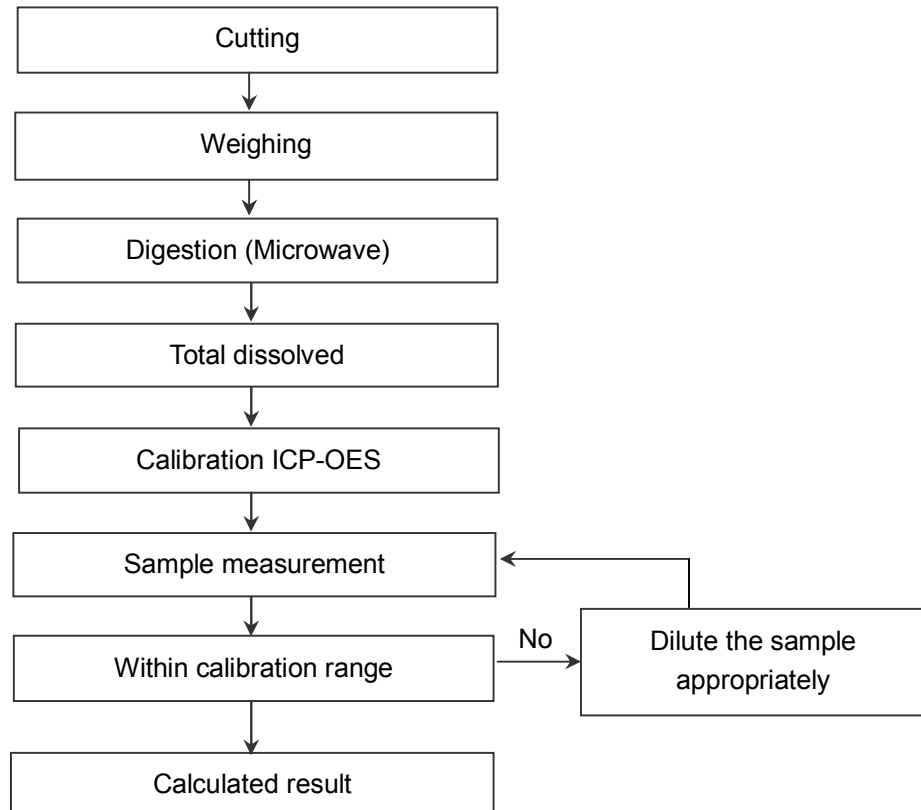 Cutting
Weighing
Digestion (Microwave)
Total dissolved
Calibration ICP-OES
Sample measurement
Within calibration range
No
Dilute the sample
appropriately
Calculated result